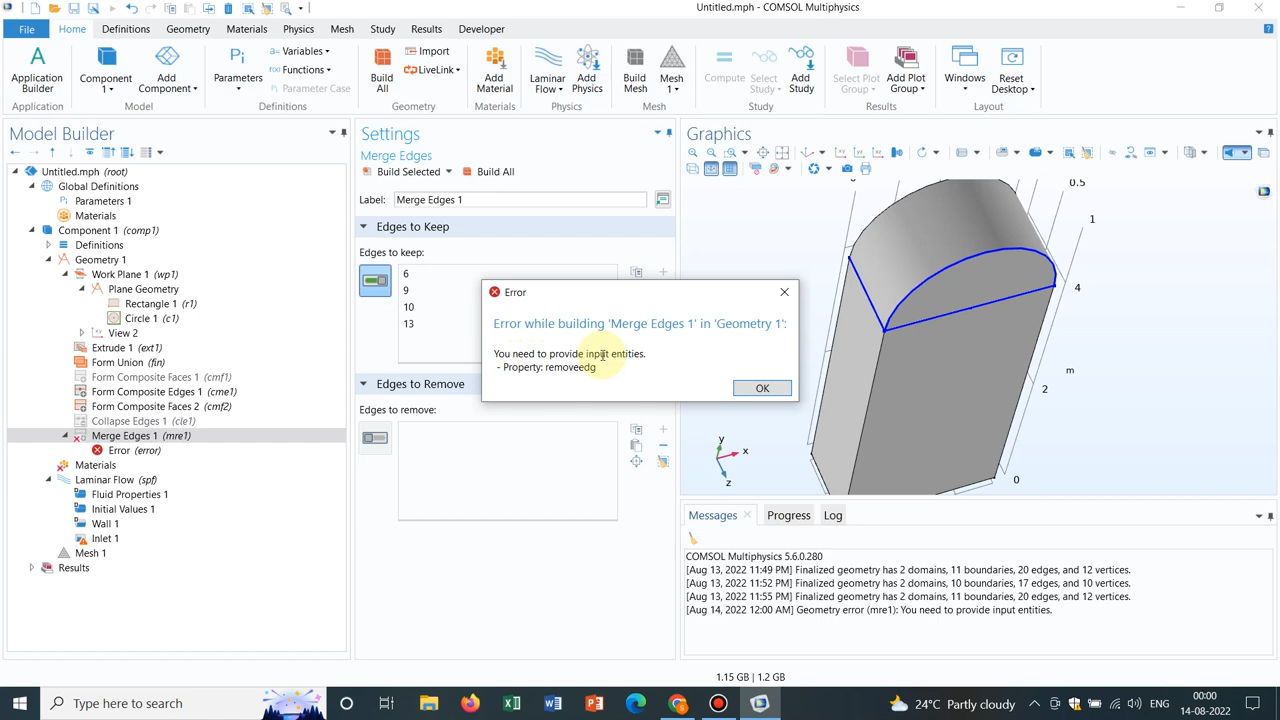 Untitled.mph - COMSOL Multiphysics
File Home Definitions Geometry Materials Physics Mesh Study Results Developer
Application Builder
Application
Component 1
Add Component
Model
Parameters
Variables
Functions
Parameter Case
Definitions
Build All
Import
LiveLink
Geometry
Add Material
Materials
Laminar Flow
Add Physics
Physics
Build Mesh
Mesh 1
Mesh
Compute
Select Study
Add Study
Study
Select Plot Group
Add Plot Group
Results
Windows
Reset Desktop
Layout
Model Builder
Untitled.mph (root)
Global Definitions
Parameters 1
Materials
Component 1 (comp1)
Definitions
Geometry 1
Work Plane 1 (wp1)
Plane Geometry
Rectangle 1 (r1)
Circle 1 (c1)
View 2
Extrude 1 (ext1)
Form Union (fin)
Form Composite Faces 1 (cmf1)
Form Composite Edges 1 (cme1)
Form Composite Faces 2 (cmf2)
Collapse Edges 1 (cle1)
Merge Edges 1 (mre1)
Error (error)
Materials
Laminar Flow (spf)
Fluid Properties 1
Initial Values 1
Wall 1
Inlet 1
Mesh 1
Results
Settings
Merge Edges
Build Selected Build All
Label: Merge Edges 1
Edges to Keep
Edges to keep:
6
9
10
13
Edges to Remove
Edges to remove:
Error
Error while building 'Merge Edges 1' in 'Geometry 1':
You need to provide input entities.
- Property: removeedg
OK
Graphics
0.5
1
4
m
2
0
y
x
z
Messages Progress Log
COMSOL Multiphysics 5.6.0.280
[Aug 13, 2022 11:49 PM] Finalized geometry has 2 domains, 11 boundaries, 20 edges, and 12 vertices.
[Aug 13, 2022 11:52 PM] Finalized geometry has 2 domains, 10 boundaries, 17 edges, and 10 vertices.
[Aug 13, 2022 11:55 PM] Finalized geometry has 2 domains, 11 boundaries, 20 edges, and 12 vertices.
[Aug 14, 2022 12:00 AM] Geometry error (mre1): You need to provide input entities.
1.15 GB | 1.2 GB
Type here to search
24°C Partly cloudy
ENG
00:00
14-08-2022